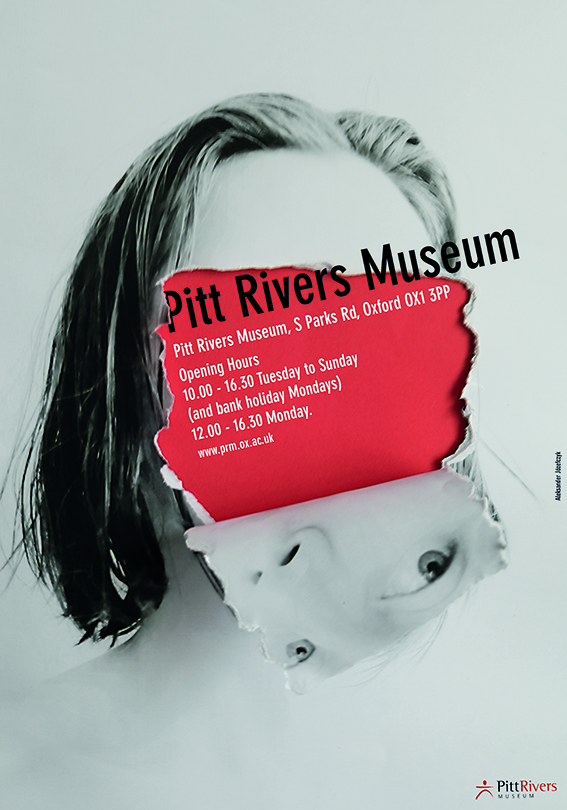 Pitt Rivers Museum
Pitt Rivers Museum, S Parks Rd, Oxford OX1 3PP
Opening Hours
10.00 - 16.30 Tuesday to Sunday
(and bank holiday Mondays)
12.00 - 16.30 Monday.
www.prm.ox.ac.uk
Aleksander Józefczyk
PittRivers
MUSEUM